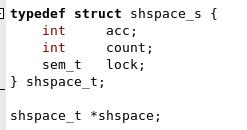 typedef struct shspace_s {
    int     acc;
    int     count;
    sem_t   lock;
} shspace_t;

shspace_t *shspace;